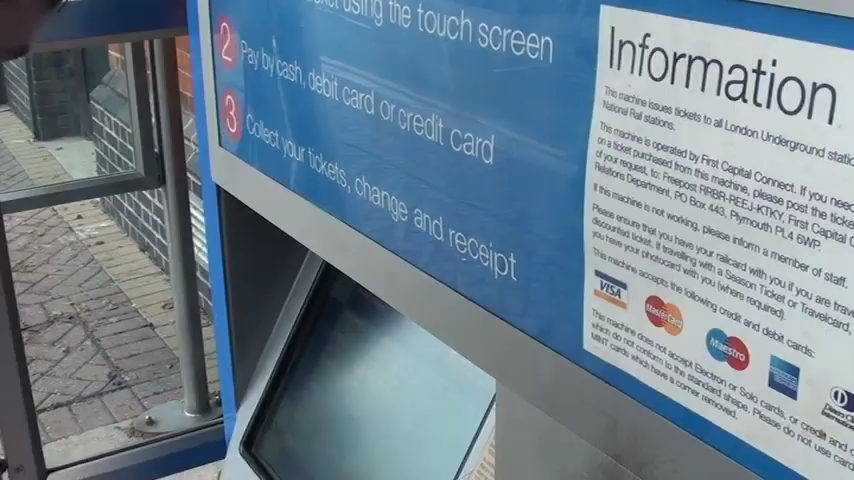 using the touch screen
2 Pay by cash, debit card or credit card
3 Collect your tickets, change and receipt
Information
This machine issues tickets to all London Underground
National Rail stations.
This machine is operated by First Capital Connect. If you need
on a ticket purchased from this machine, please post the ticke
of your request, to: Freepost RRBR-REEJ-KTKY, First Capital C
Relations Department, PO Box 443, Plymouth PL4 6WP.
If this machine is not working, please inform a member of staff.
Please ensure that you have your railcard with you if you are
discounted ticket. If travelling with a Season Ticket or Travelcard,
you have your photocard with you (where required).
This machine accepts the following credit and debit cards:
VISA
MasterCard
Maestro
Diners Club
International
This machine does not accept Electron or Solo cards, or credit and
which do not conform to the standard shape. Please do not use
MINT cards which have a corner removed.